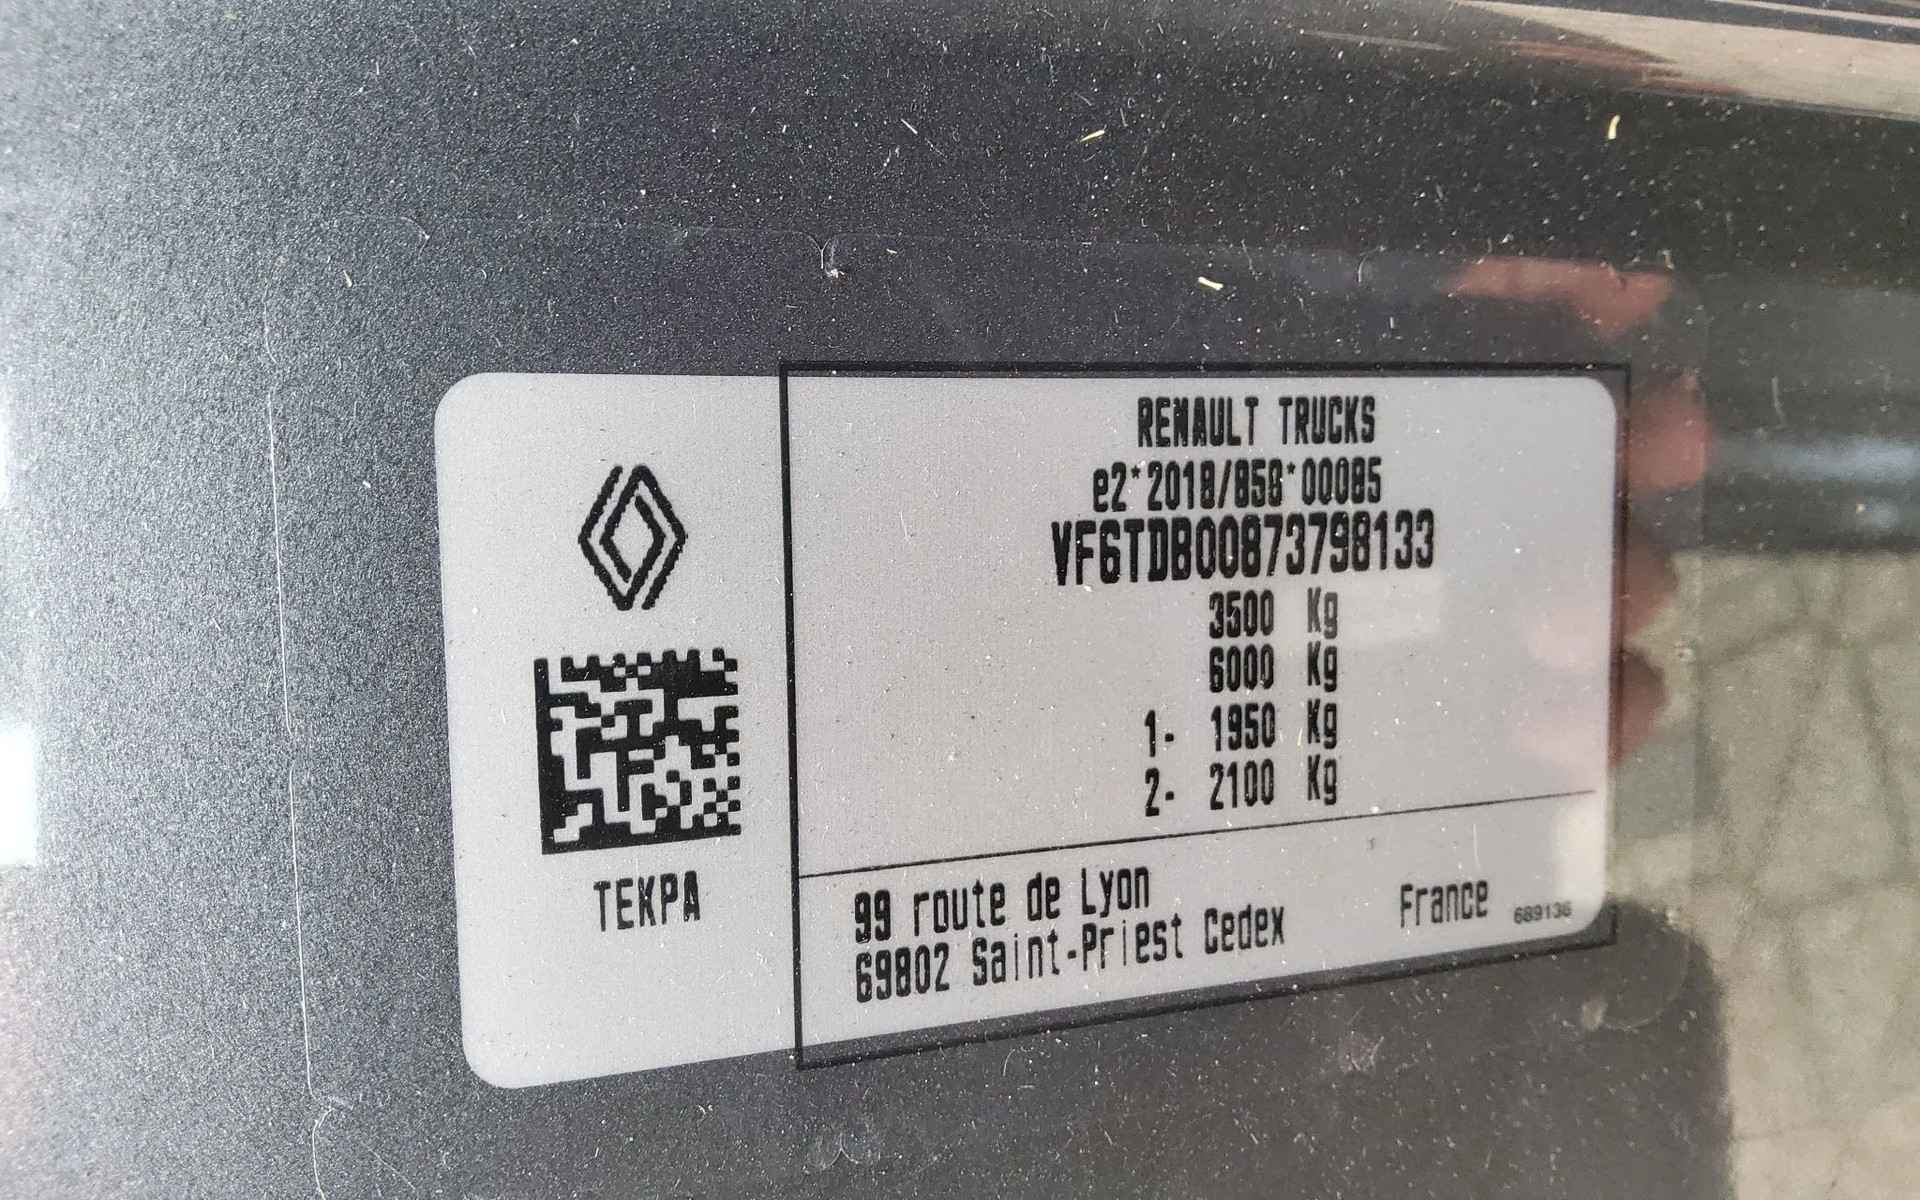 RENAULT TRUCKS
e2*2018/858*00085
VF6TDB00873798133
3500 Kg
6000 Kg
1- 1950 Kg
2- 2100 Kg
TEKPA
99 route de Lyon
69802 Saint-Priest Cedex
France
689136